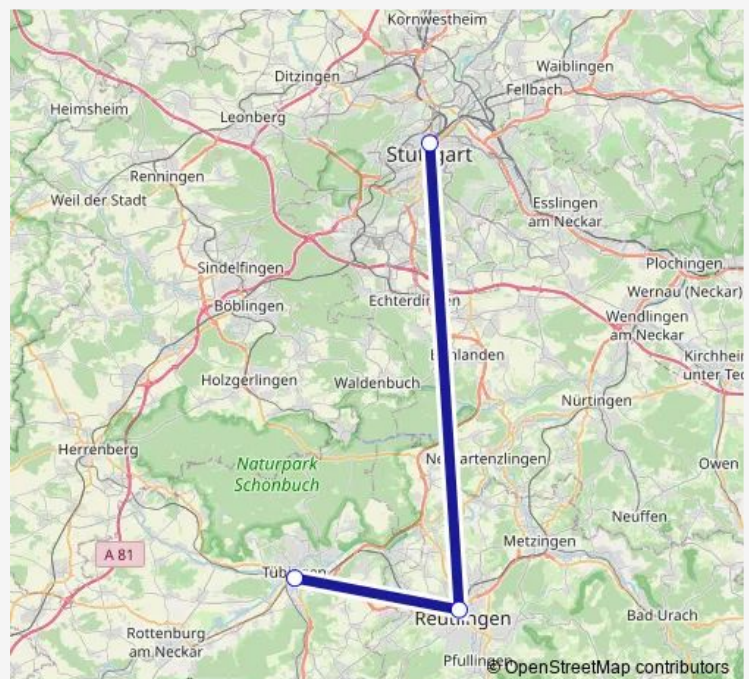 Kornwestheim
Ditzingen
Waiblingen
Fellbach
Heimsheim
Leonberg
Stuttgart
Renningen
Weil der Stadt
Esslingen
am Neckar
Sindelfingen
Plochingen
Böblingen
Echterdingen
Wernau (Neckar)
Wendlingen
am Neckar
Kirchheim
unter Tec
Holzgerlingen
Waldenbuch
Nürtingen
Herrenberg
Naturpark
Schönbuch
Neckartenzlingen
Owen
Neuffen
A 81
Metzingen
Tübingen
Reutlingen
Bad Urach
Rottenburg
am Neckar
Pfullingen
© OpenStreetMap contributors